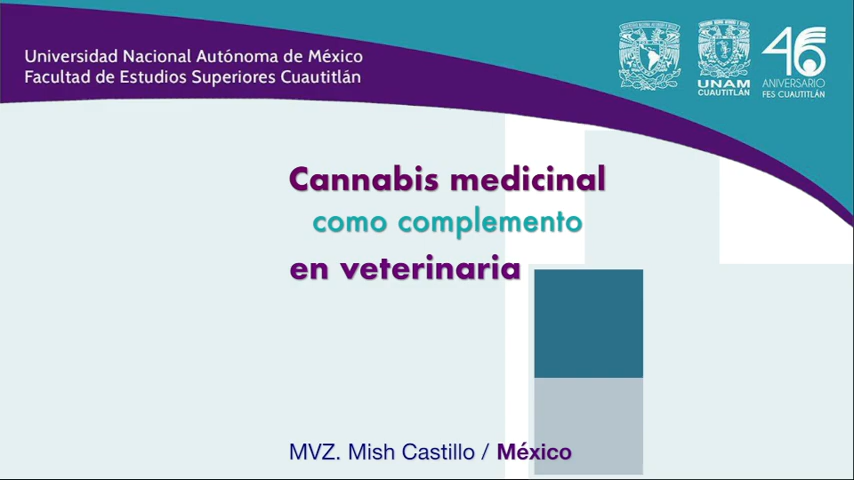 Universidad Nacional Autónoma de México
Facultad de Estudios Superiores Cuautitlán
UNAM
CUAUTITLÁN
46
ANIVERSARIO
FES CUAUTITLÁN
Cannabis medicinal
como complemento
en veterinaria
MVZ. Mish Castillo / México